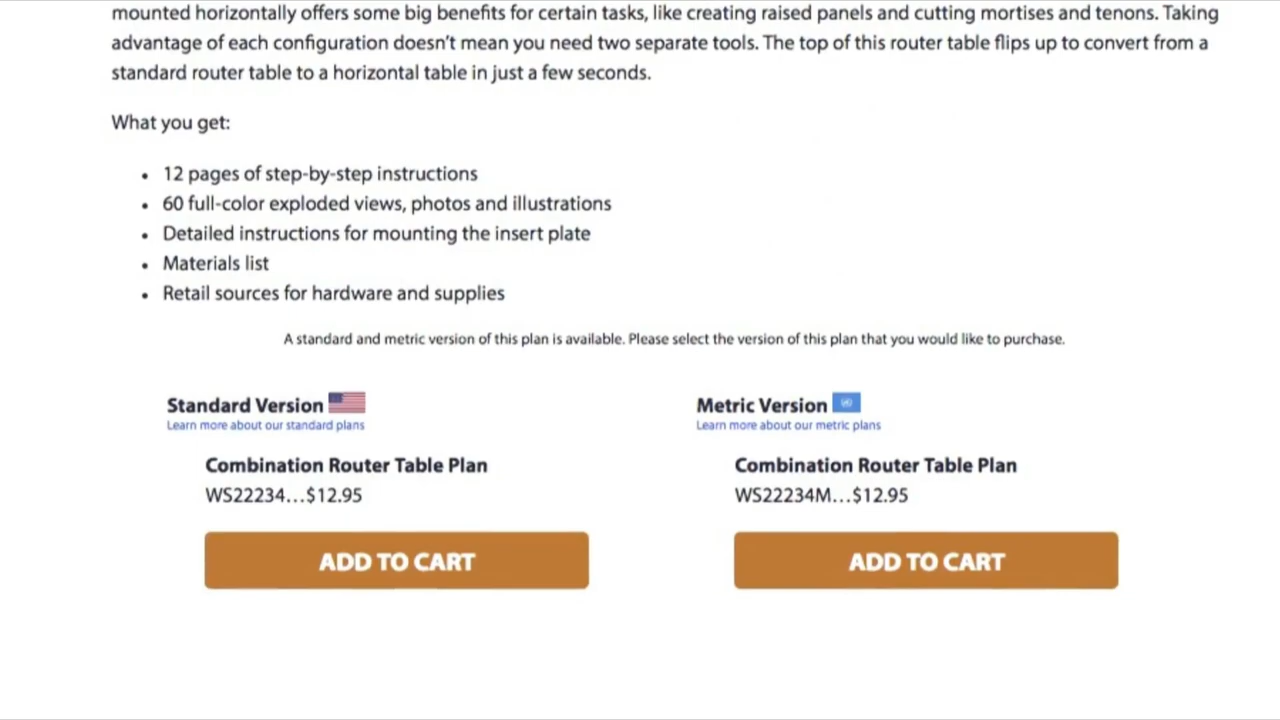 mounted horizontally offers some big benefits for certain tasks, like creating raised panels and cutting mortises and tenons. Taking
advantage of each configuration doesn't mean you need two separate tools. The top of this router table flips up to convert from a
standard router table to a horizontal table in just a few seconds.
What you get:
• 12 pages of step-by-step instructions
• 60 full-color exploded views, photos and illustrations
• Detailed instructions for mounting the insert plate
• Materials list
• Retail sources for hardware and supplies
A standard and metric version of this plan is available. Please select the version of this plan that you would like to purchase.
Standard Version
Learn more about our standard plans
Combination Router Table Plan
WS22234...$12.95
ADD TO CART
Metric Version
Learn more about our metric plans
Combination Router Table Plan
WS22234M...$12.95
ADD TO CART